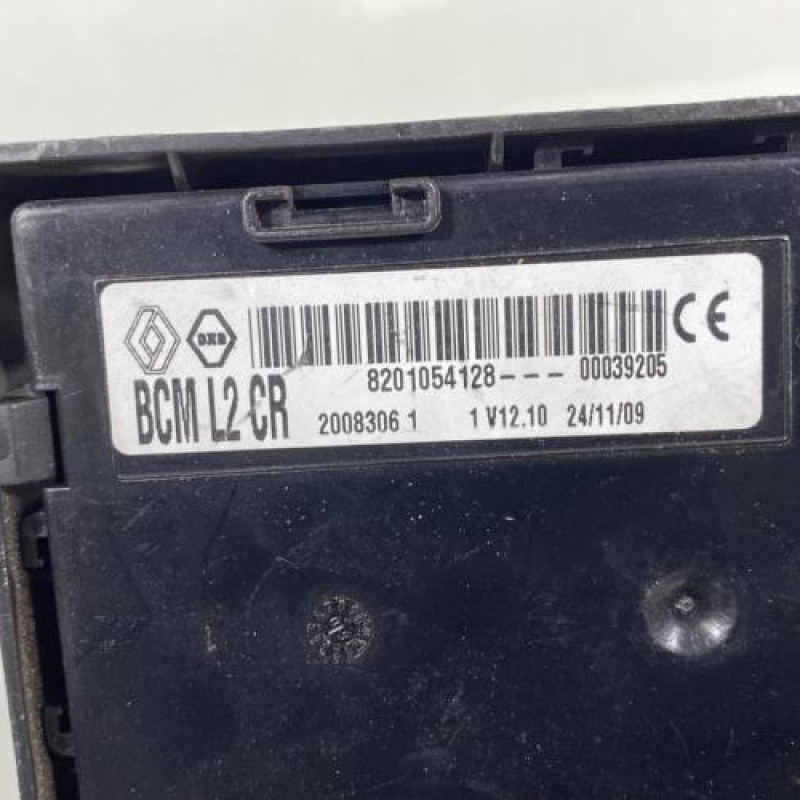 8201054128--- 00039205 CE
BCM L2 CR 2008306 1 1 V12.10 24/11/09